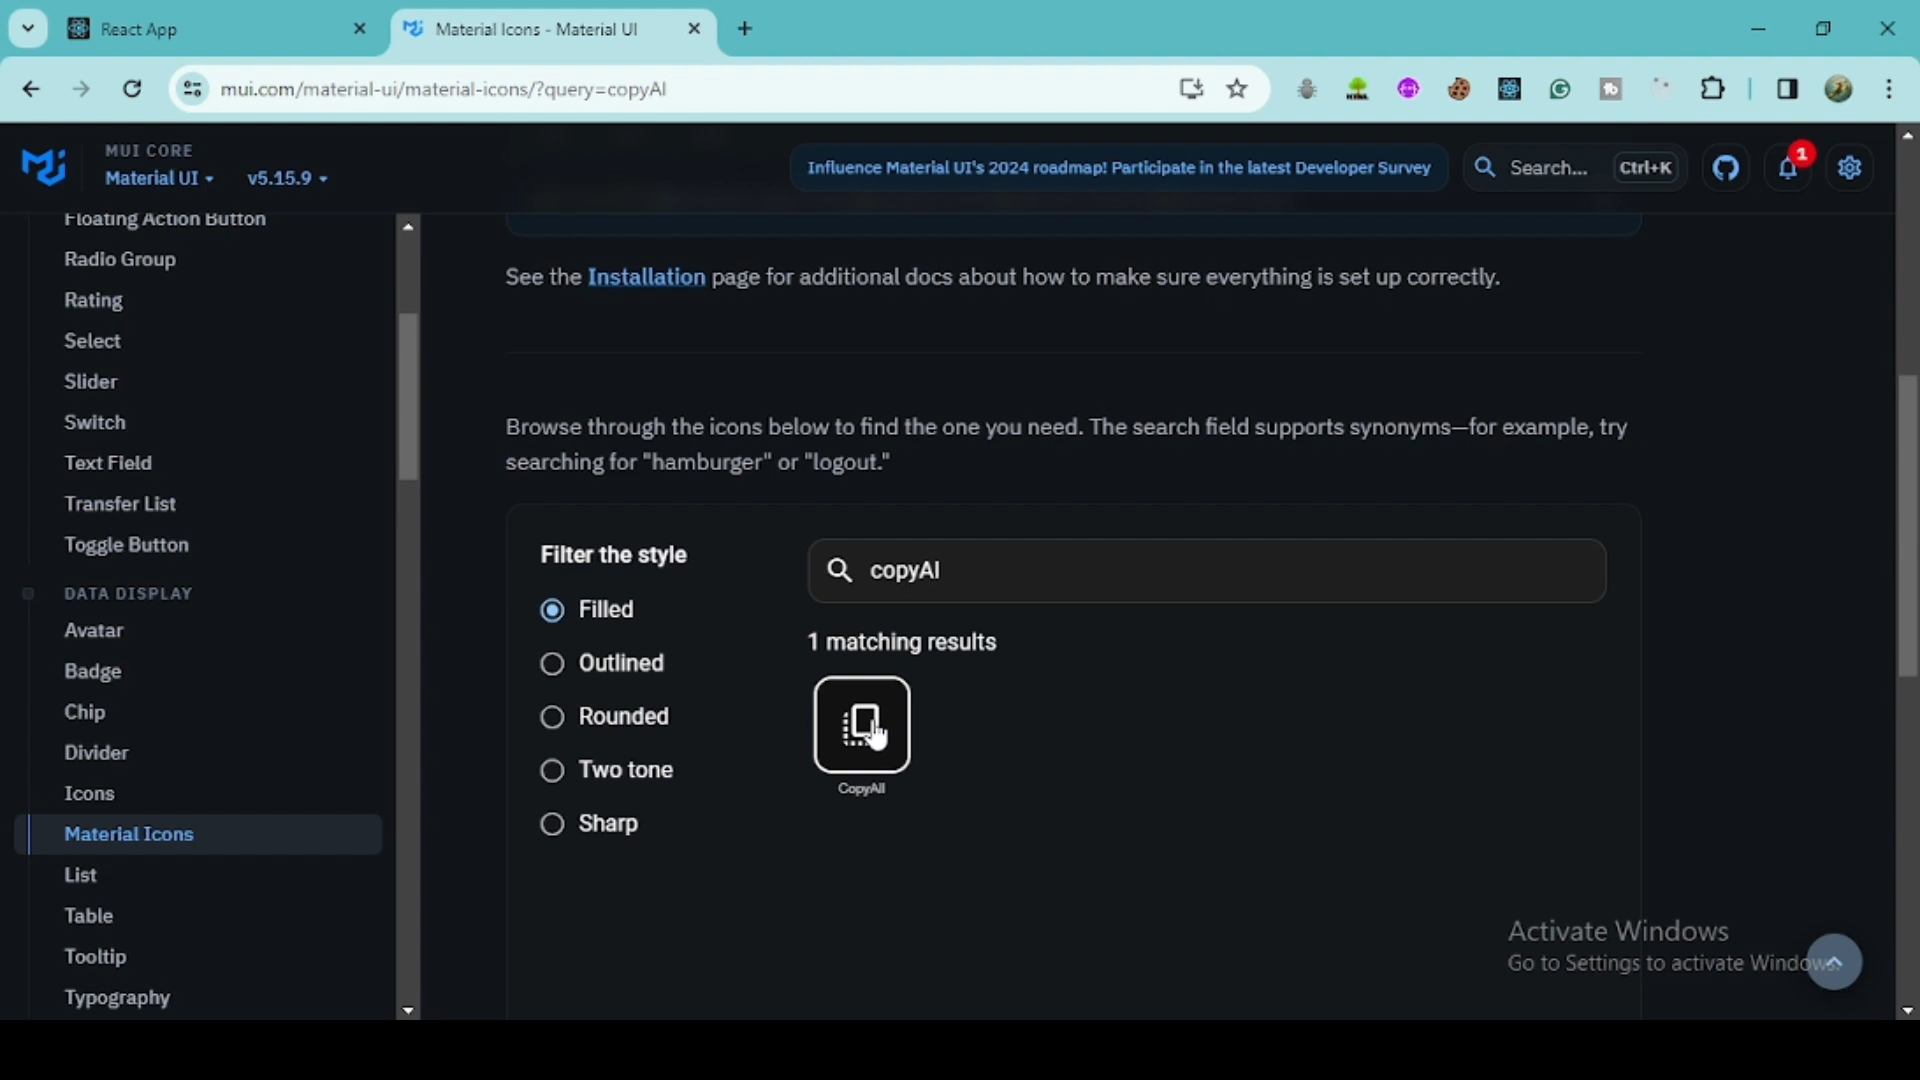 React App
Material Icons - Material UI
mui.com/material-ui/material-icons/?query=copyAl
MUI CORE
Material UI
v5.15.9
Influence Material UI's 2024 roadmap! Participate in the latest Developer Survey
Search...
Ctrl+K
1
Floating Action Button
Radio Group
Rating
Select
Slider
Switch
Text Field
Transfer List
Toggle Button
DATA DISPLAY
Avatar
Badge
Chip
Divider
Icons
Material Icons
List
Table
Tooltip
Typography
See the Installation page for additional docs about how to make sure everything is set up correctly.
Browse through the icons below to find the one you need. The search field supports synonyms—for example, try
searching for "hamburger" or "logout."
Filter the style
Filled
Outlined
Rounded
Two tone
Sharp
copyAl
1 matching results
CopyAll
Activate Windows
Go to Settings to activate Windows.